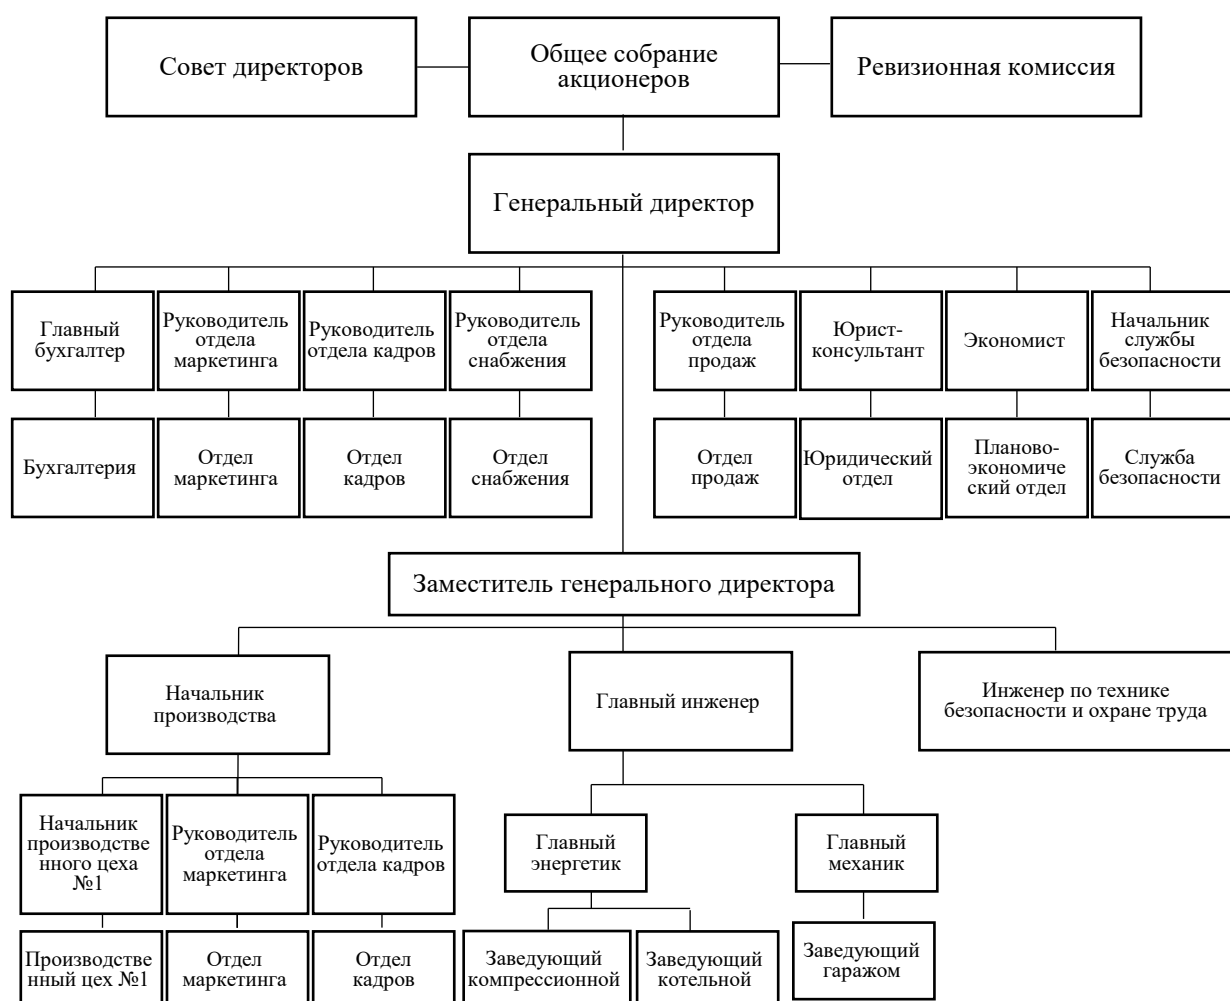 Совет директоров
Общее собрание
акционеров
Ревизионная комиссия
Генеральный директор
Главный
бухгалтер
Руководитель
отдела
маркетинга
Руководитель
отдела кадров
Руководитель
отдела
снабжения
Руководитель
отдела
продаж
Юрист-
консультант
Экономист
Начальник
службы
безопасности
Бухгалтерия
Отдел
маркетинга
Отдел
кадров
Отдел
снабжения
Отдел
продаж
Юридический
отдел
Планово-
экономиче
ский отдел
Служба
безопасности
Заместитель генерального директора
Начальник
производства
Главный инженер
Инженер по технике
безопасности и охране труда
Начальник
производстве
нного цеха
№1
Руководитель
отдела
маркетинга
Руководитель
отдела кадров
Главный
энергетик
Главный
механик
Производстве
нный цех №1
Отдел
маркетинга
Отдел
кадров
Заведующий
компрессионной
Заведующий
котельной
Заведующий
гаражом